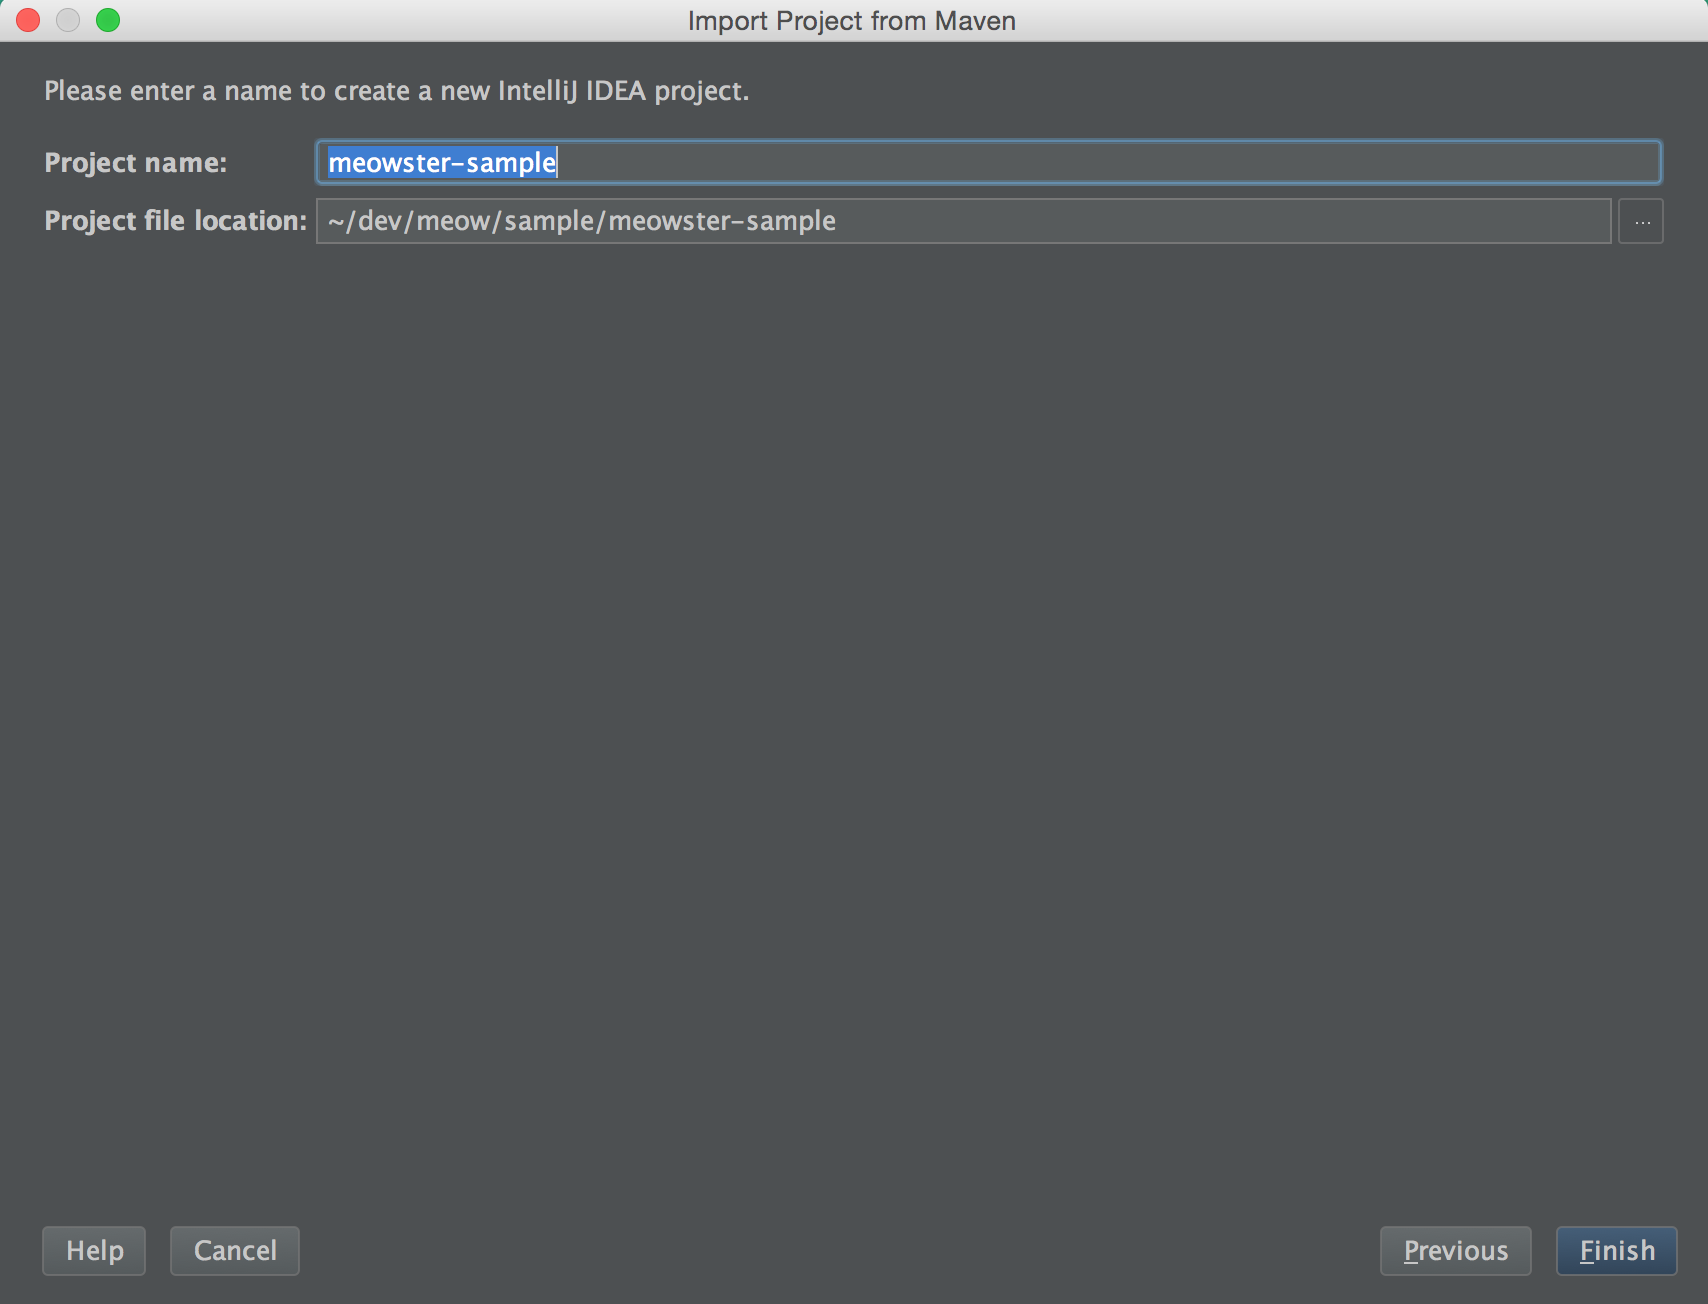 Import Project from Maven
Please enter a name to create a new IntelliJ IDEA project.
Project name: meowster-sample
Project file location: ~/dev/meow/sample/meowster-sample ...
Help Cancel Previous Finish